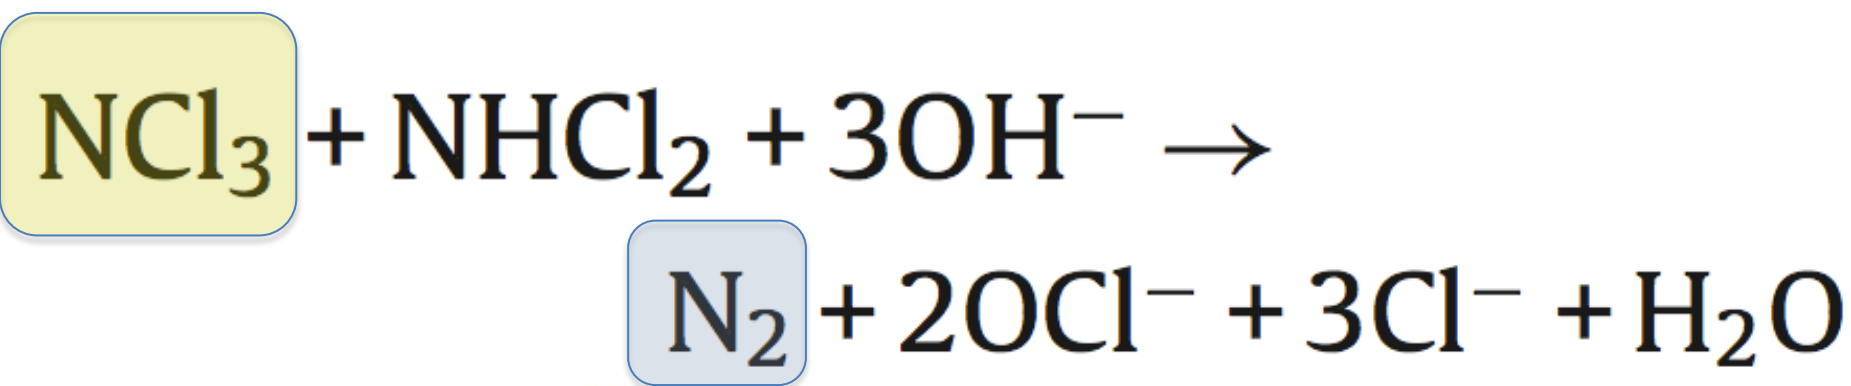 NCl₃ + NHCl₂ + 3OH⁻ →
N₂ + 2OCl⁻ + 3Cl⁻ + H₂O